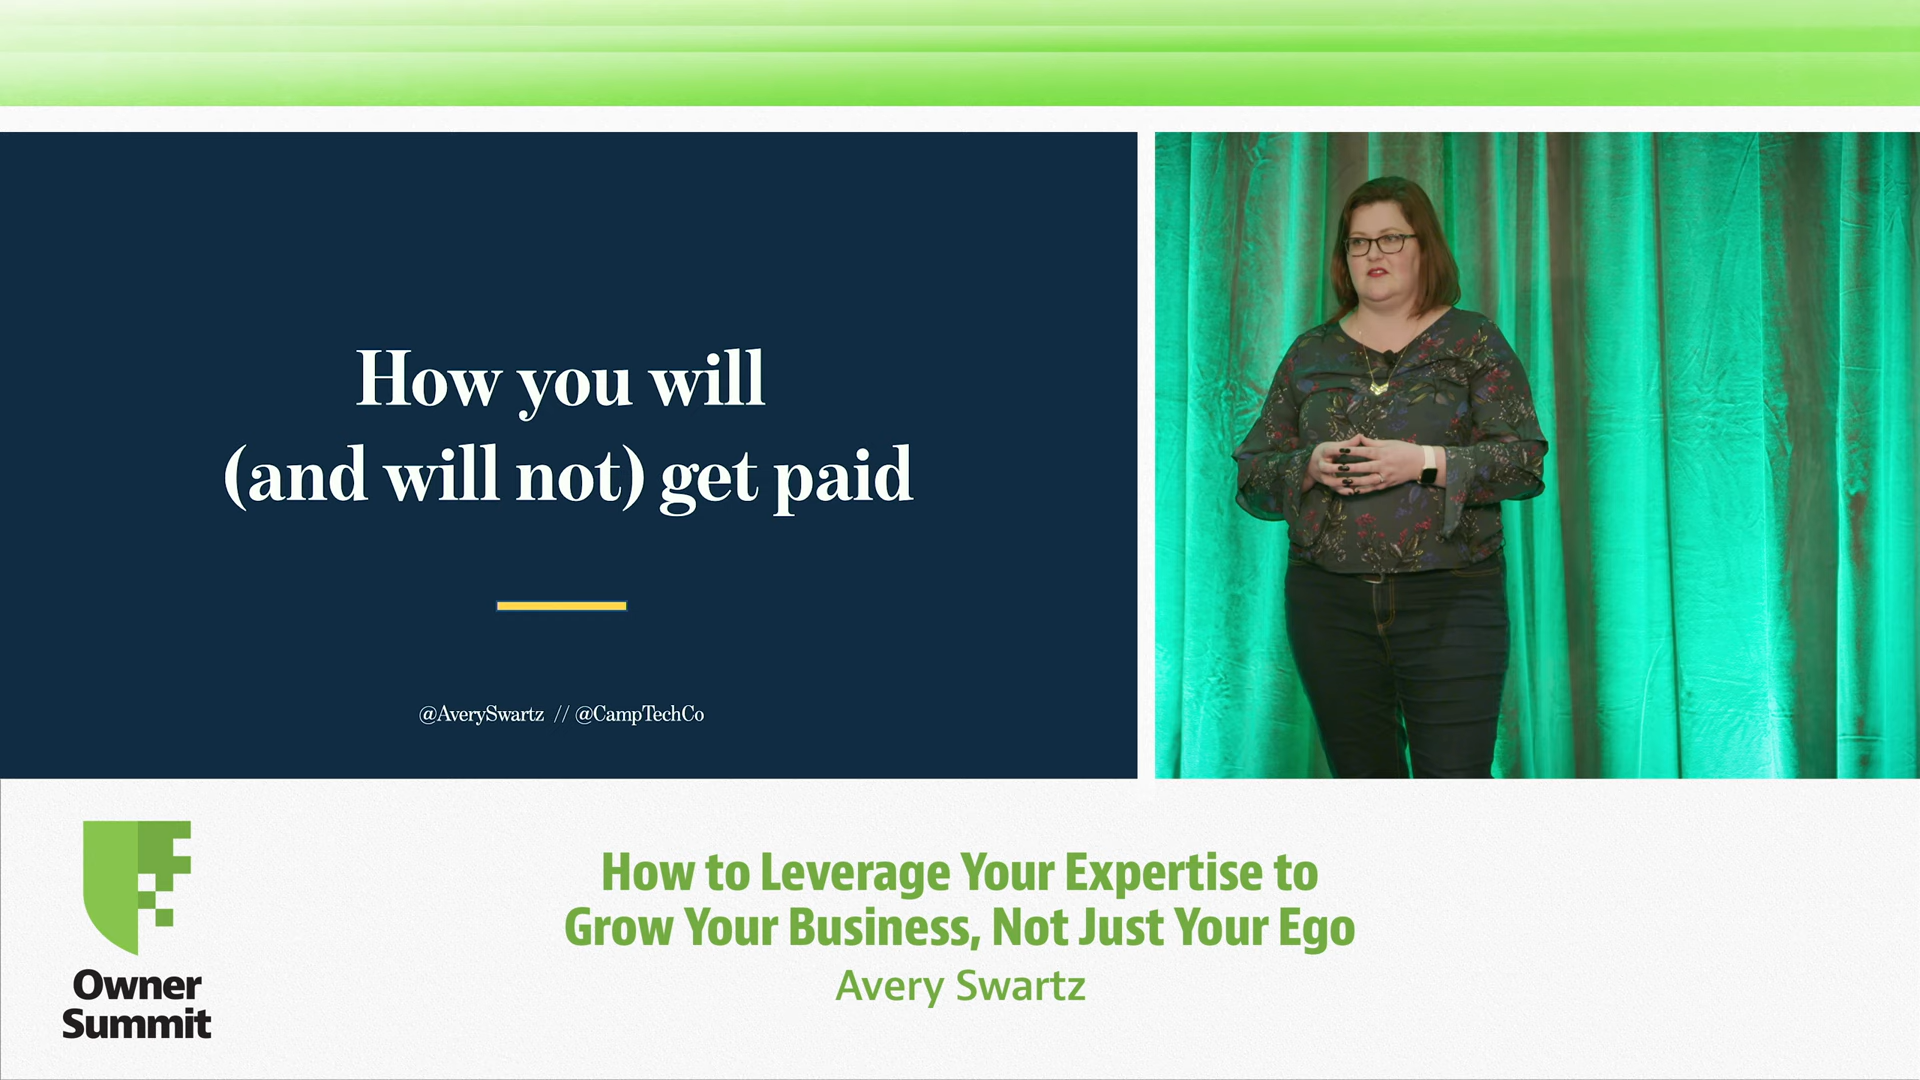 How you will
(and will not) get paid
@AverySwartz // @CampTechCo
Owner
Summit
How to Leverage Your Expertise to
Grow Your Business, Not Just Your Ego
Avery Swartz